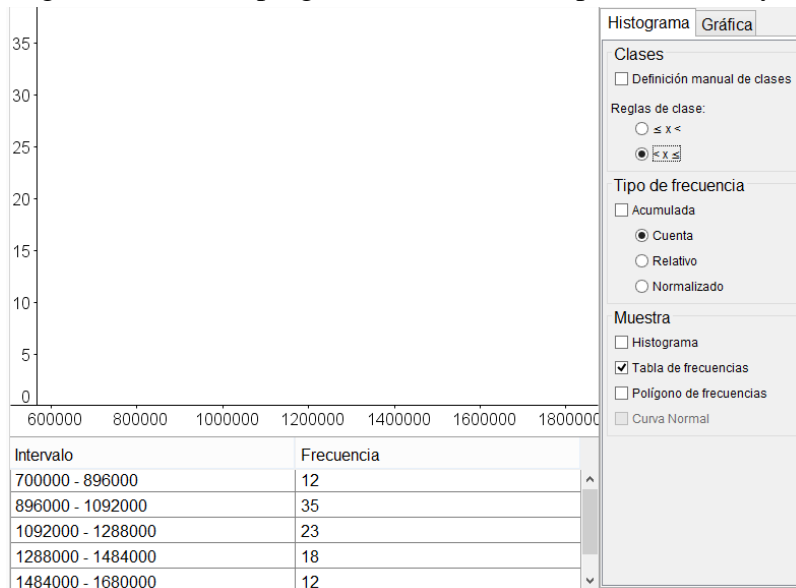 35
30
25
20
15
10
5
0
600000 800000 1000000 1200000 1400000 1600000 1800000
Intervalo Frecuencia
700000 - 896000 12
896000 - 1092000 35
1092000 - 1288000 23
1288000 - 1484000 18
1484000 - 1680000 12
Histograma Gráfica
Clases
Definición manual de clases
Reglas de clase:
≤ x <
< x ≤
Tipo de frecuencia
Acumulada
Cuenta
Relativo
Normalizado
Muestra
Histograma
Tabla de frecuencias
Polígono de frecuencias
Curva Normal